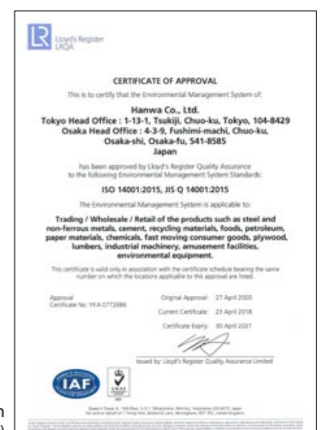 Lloyd's Register
LRQA
CERTIFICATE OF APPROVAL
This is to certify that the Environmental Management System of:
Hanwa Co., Ltd.
Tokyo Head Office : 1-13-1, Tsukiji, Chuo-ku, Tokyo, 104-8429
Osaka Head Office : 4-3-9, Fushimi-machi, Chuo-ku,
Osaka-shi, Osaka-fu, 541-8585
Japan
has been approved by Lloyd's Register Quality Assurance
to the following Environmental Management System Standards:
ISO 14001:2015, JIS Q 14001:2015
The Environmental Management System is applicable to:
Trading / Wholesale / Retail of the products such as steel and
non-ferrous metals, cement, recycling materials, foods, petroleum,
paper materials, chemicals, fast moving consumer goods, plywood,
lumbers, industrial machinery, amusement facilities,
environmental equipment.
This certificate is valid only in association with the certificate schedule bearing the same
number on which the locations applicable to this approval are listed.
Approval
Certificate No: YKA 0772686
Original Approval: 27 April 2000
Current Certificate: 23 April 2018
Certificate Expiry: 30 April 2021
Issued by: Lloyd's Register Quality Assurance Limited
IAF
UKAS